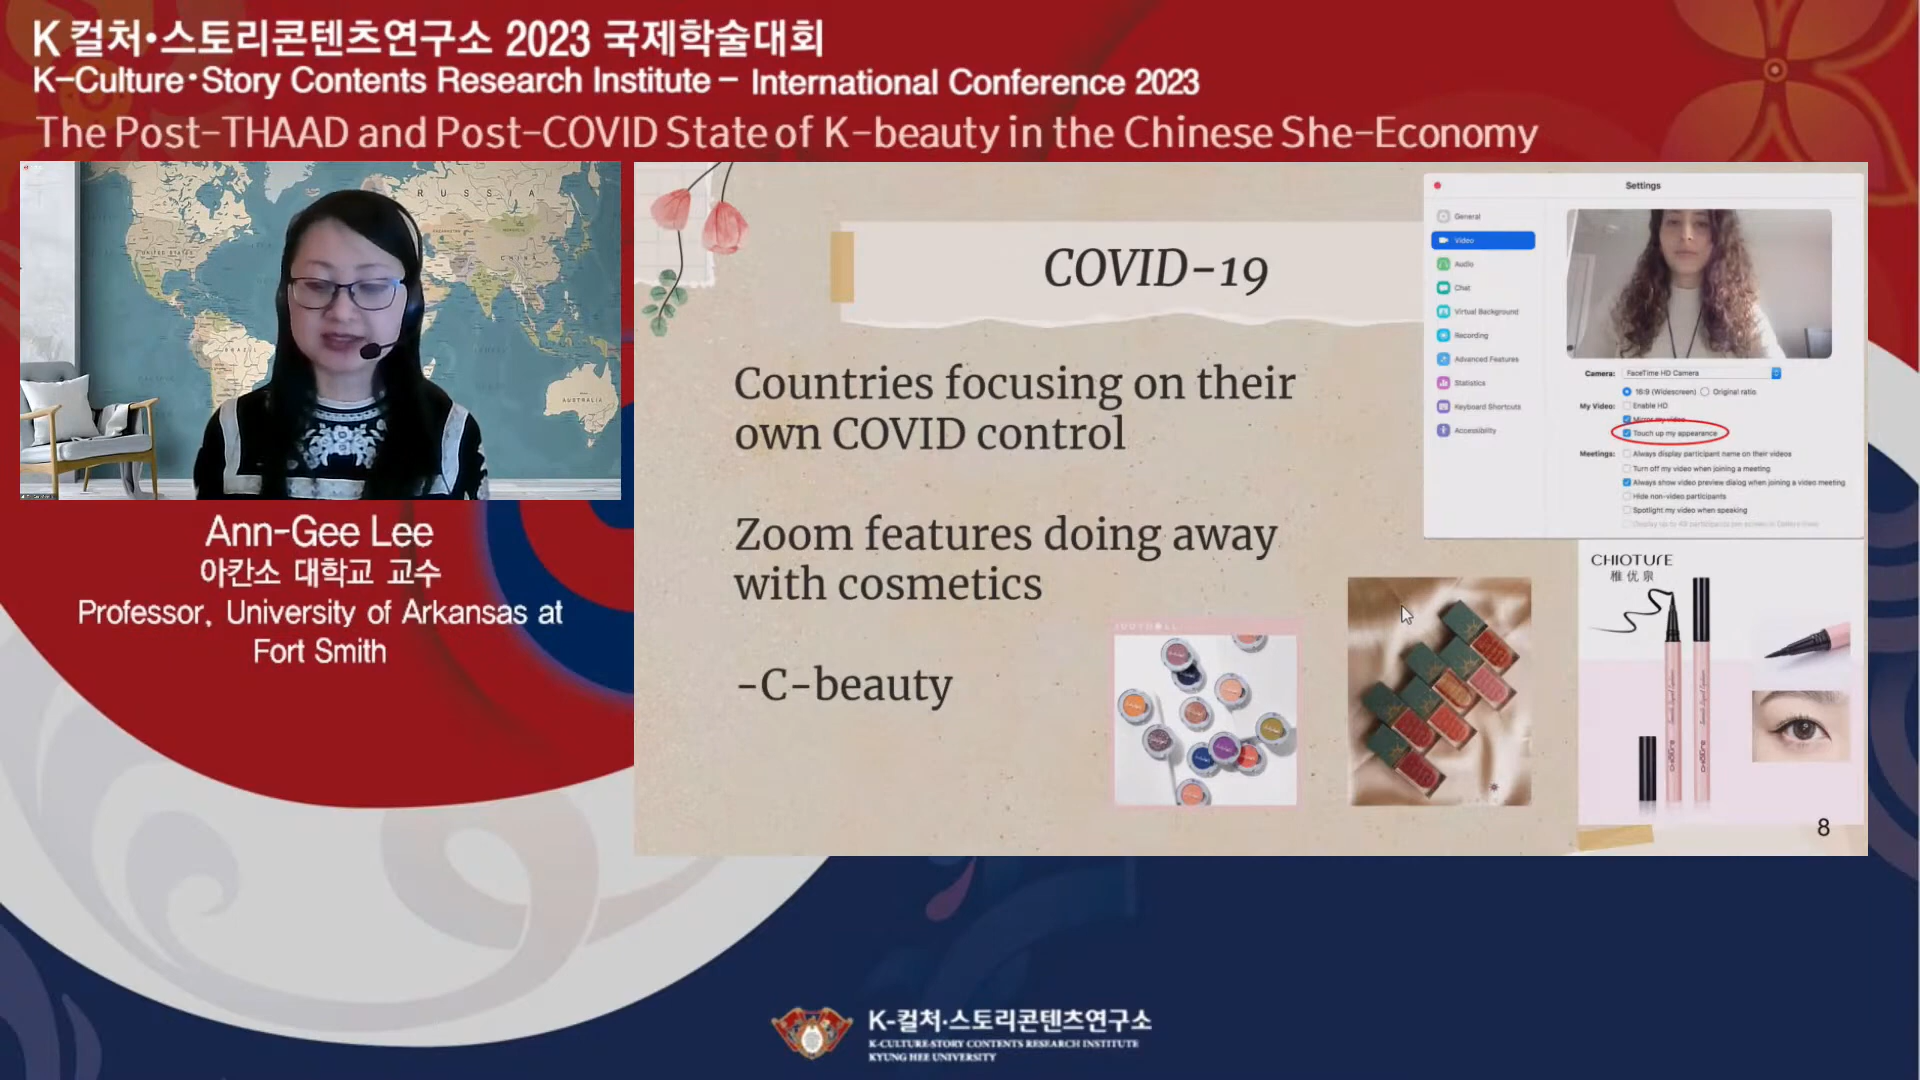 K 컬처•스토리콘텐츠연구소 2023 국제학술대회
K-Culture•Story Contents Research Institute - International Conference 2023
The Post-THAAD and Post-COVID State of K-beauty in the Chinese She-Economy
RUSSIA
CHINA
BRAZIL
AUSTRALIA
Ann-Gee Lee
아칸소 대학교 교수
Professor, University of Arkansas at
Fort Smith
COVID-19
Countries focusing on their
own COVID control
Zoom features doing away
with cosmetics
-C-beauty
Settings
General
Video
Audio
Chat
Virtual Background
Recording
Advanced Features
Statistics
Keyboard Shortcuts
Accessibility
Camera: FaceTime HD Camera
16:9 (Widescreen) Original ratio
My Video: Enable HD
Mirror my video
Touch up my appearance
Meetings: Always display participant name on their videos
Turn off my video when joining a meeting
Always show video preview dialog when joining a video meeting
Hide non-video participants
Spotlight my video when speaking
CHIOTURE
雅优泉
8
K-컬처•스토리콘텐츠연구소
K-CULTURE•STORY CONTENTS RESEARCH INSTITUTE
KYUNG HEE UNIVERSITY